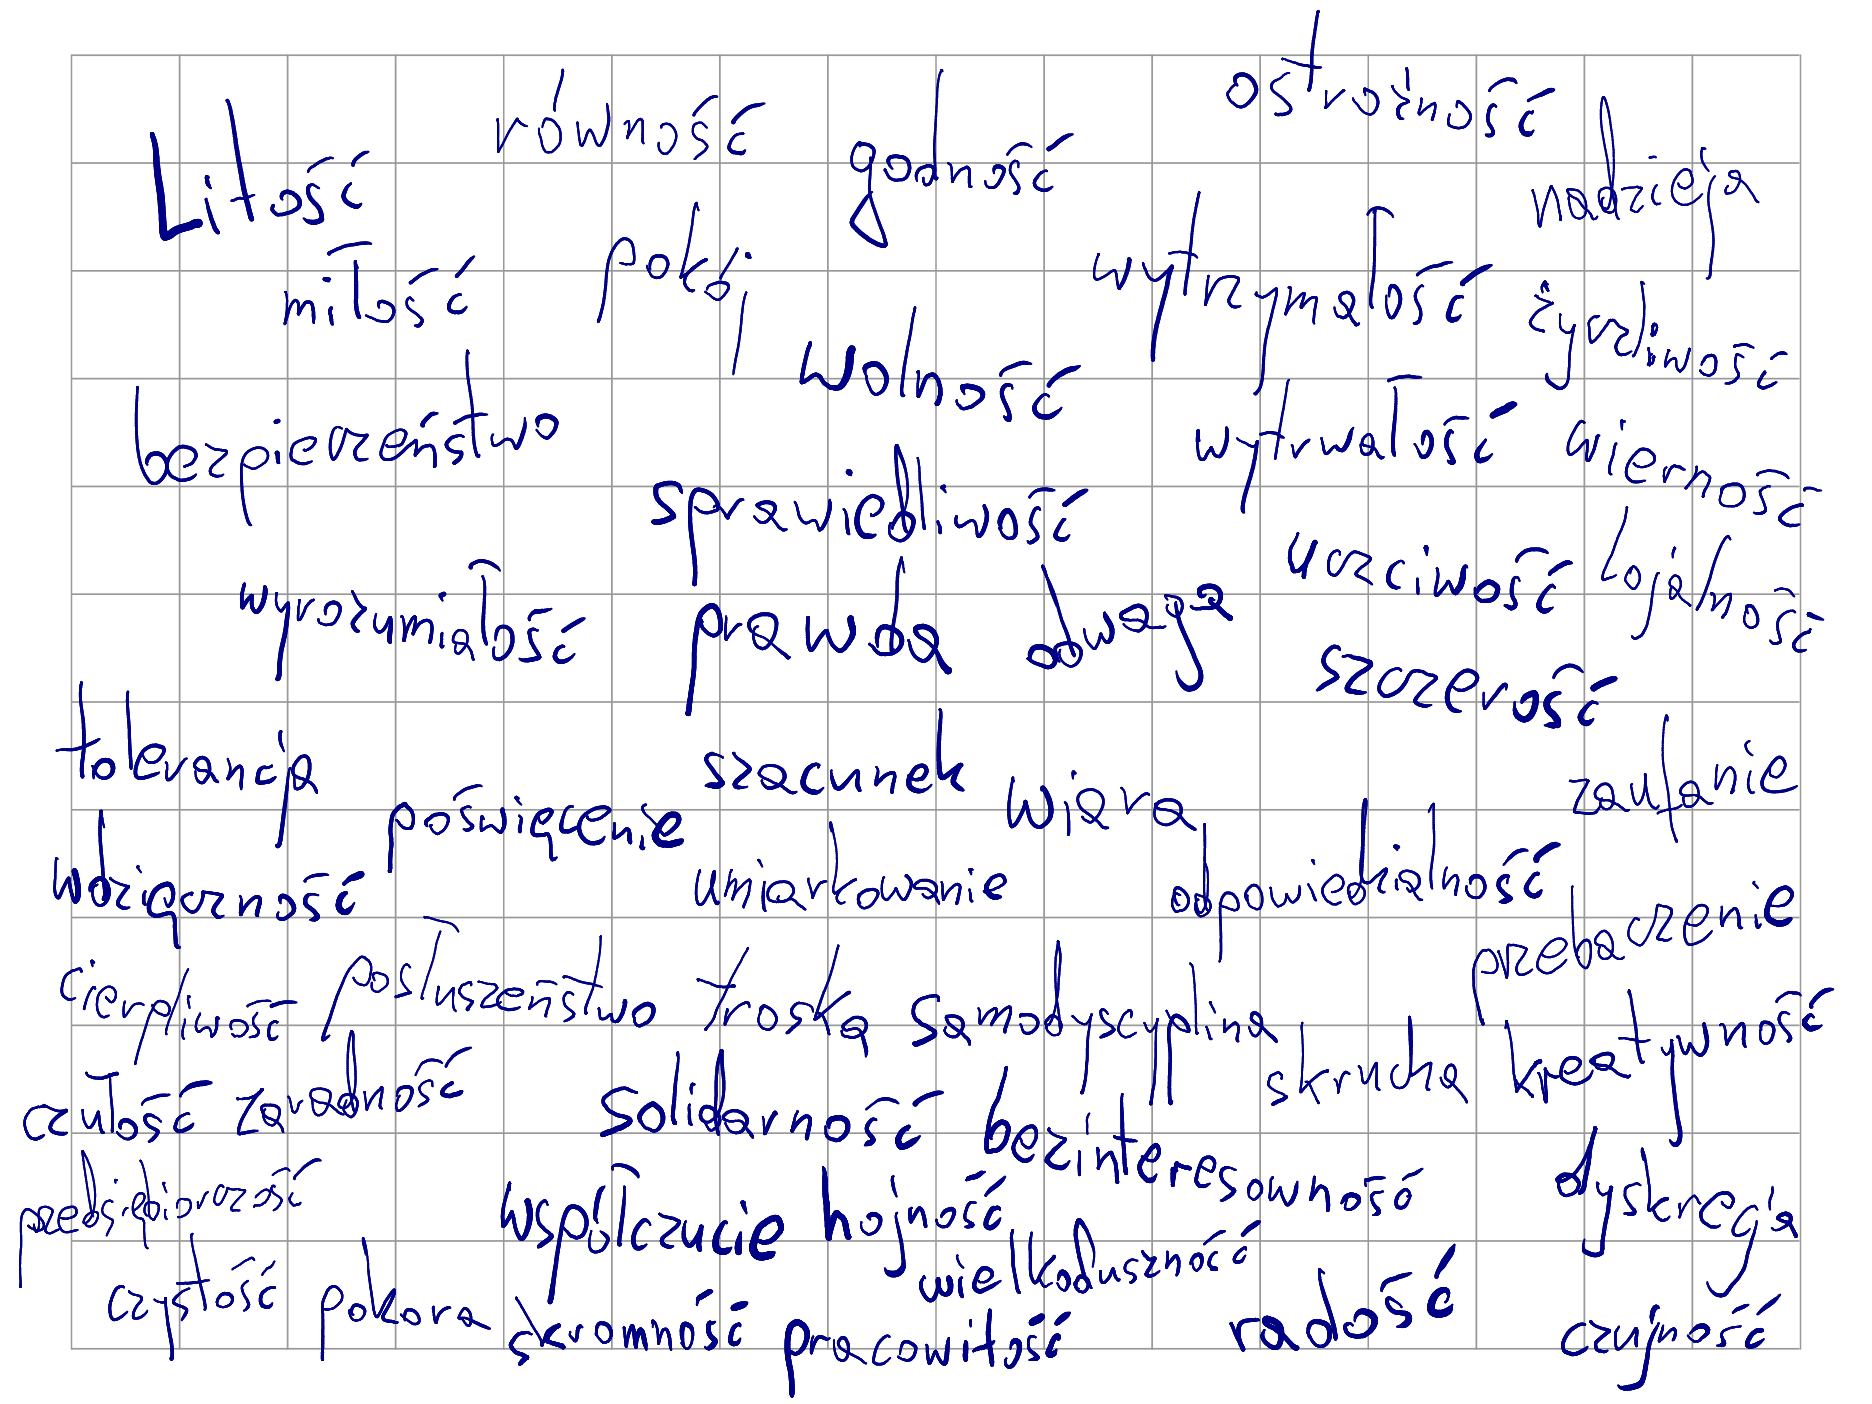 ostrożność
równość
godność
nadzieja
Litość
miłość
pokój
wytrzymałość
życzliwość
wolność
bezpieczeństwo
wytrwałość
wierność
sprawiedliwość
uczciwość
lojalność
wyrozumiałość
prawda
odwaga
szczerość
tolerancja
szacunek
wiara
zaufanie
poświęcenie
wdzięczność
umiarkowanie
odpowiedzialność
przebaczenie
cierpliwość
posłuszeństwo
troska
samodyscyplina
skrucha
kreatywność
czułość
zaradność
solidarność
bezinteresowność
dyskrecja
przedsiębiorczość
współczucie
hojność
wielkoduszność
czystość
pokora
skromność
pracowitość
radość
czujność